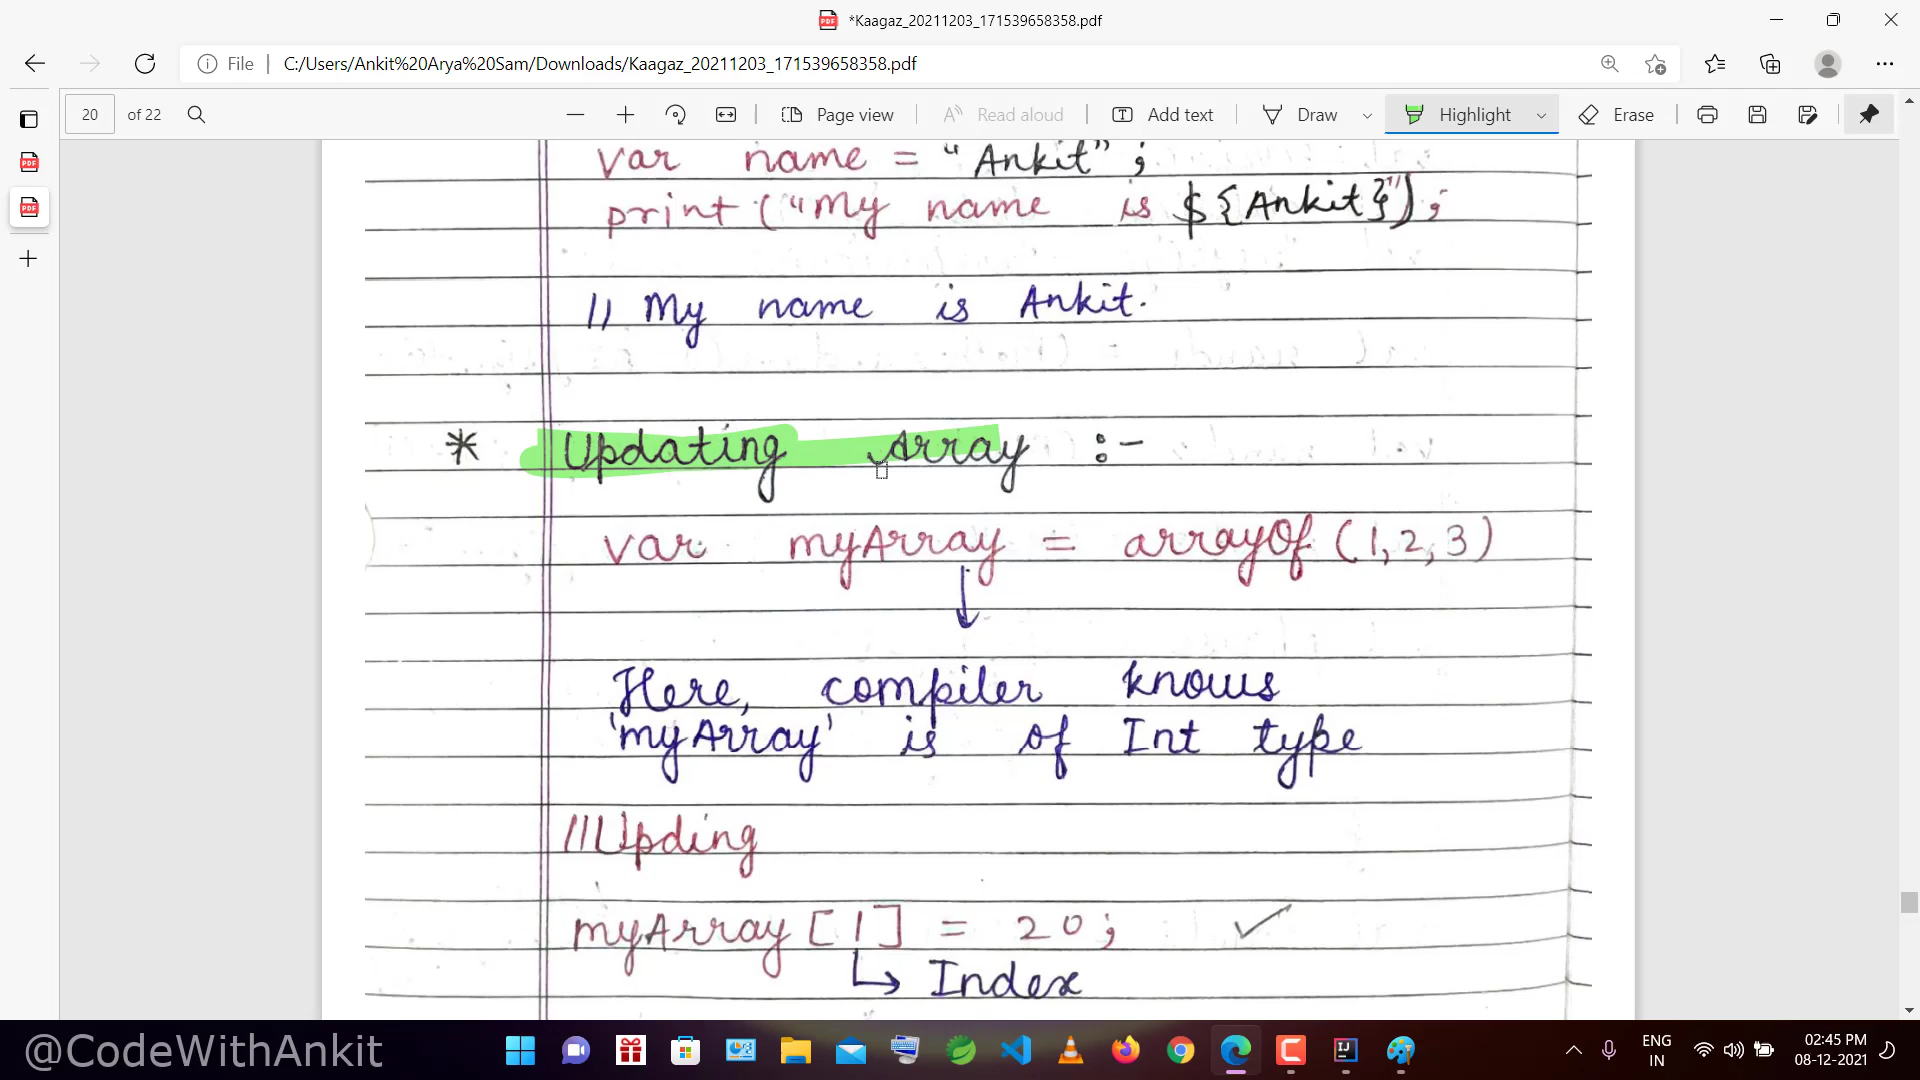 *Kaagaz_20211203_171539658358.pdf
File
C:/Users/Ankit%20Arya%20Sam/Downloads/Kaagaz_20211203_171539658358.pdf
20 of 22
Page view
Read aloud
Add text
Draw
Highlight
Erase
var name = "Ankit";
print ("My name is ${Ankit}");
// My name is Ankit.
* Updating Array :-
var myArray = arrayOf (1,2,3)
Here, compiler knows
'myArray' is of Int type
//Upding
myArray [1] = 20;
Index
@CodeWithAnkit
ENG
IN
02:45 PM
08-12-2021